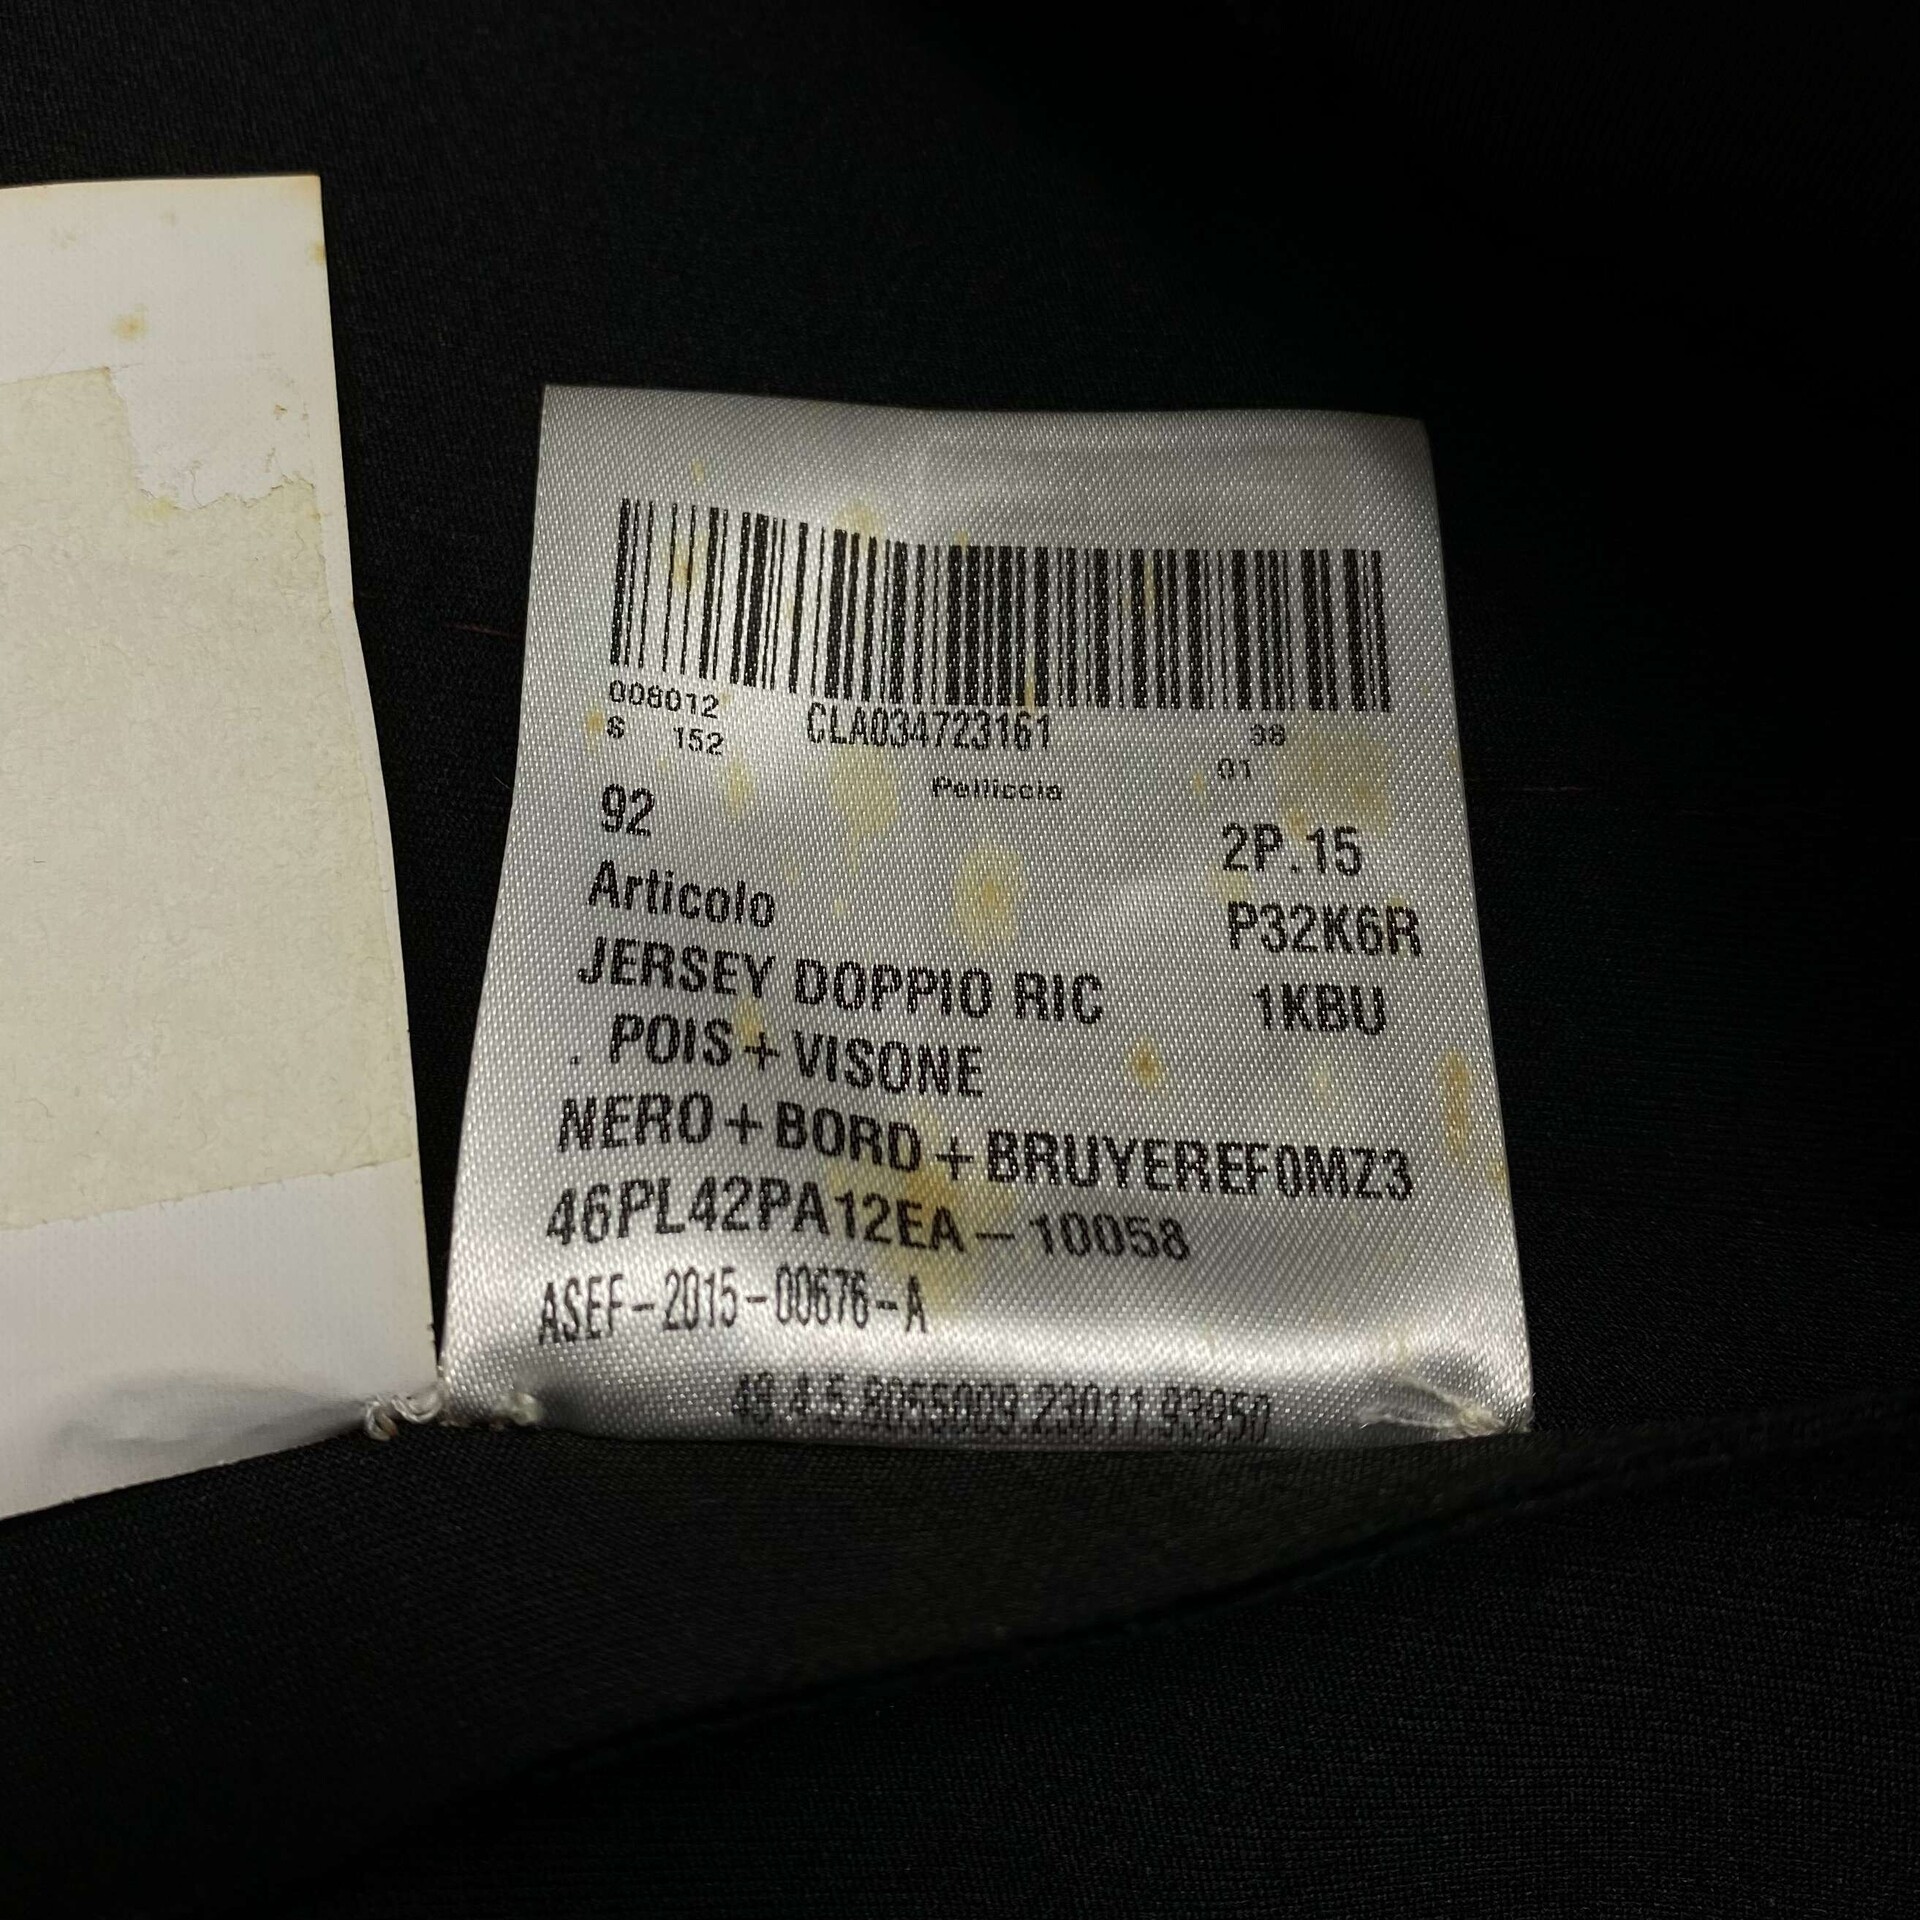 008012 CLA034723161 38
S 152 Pelliccia 01
92 2P.15
Articolo P32K6R
JERSEY DOPPIO RIC 1KBU
. POIS+VISONE
NERO+BORD+BRUYEREF0MZ3
46PL42PA12EA-10058
ASEF-2015-00676-A
48 4 5 8055009 23011 93950